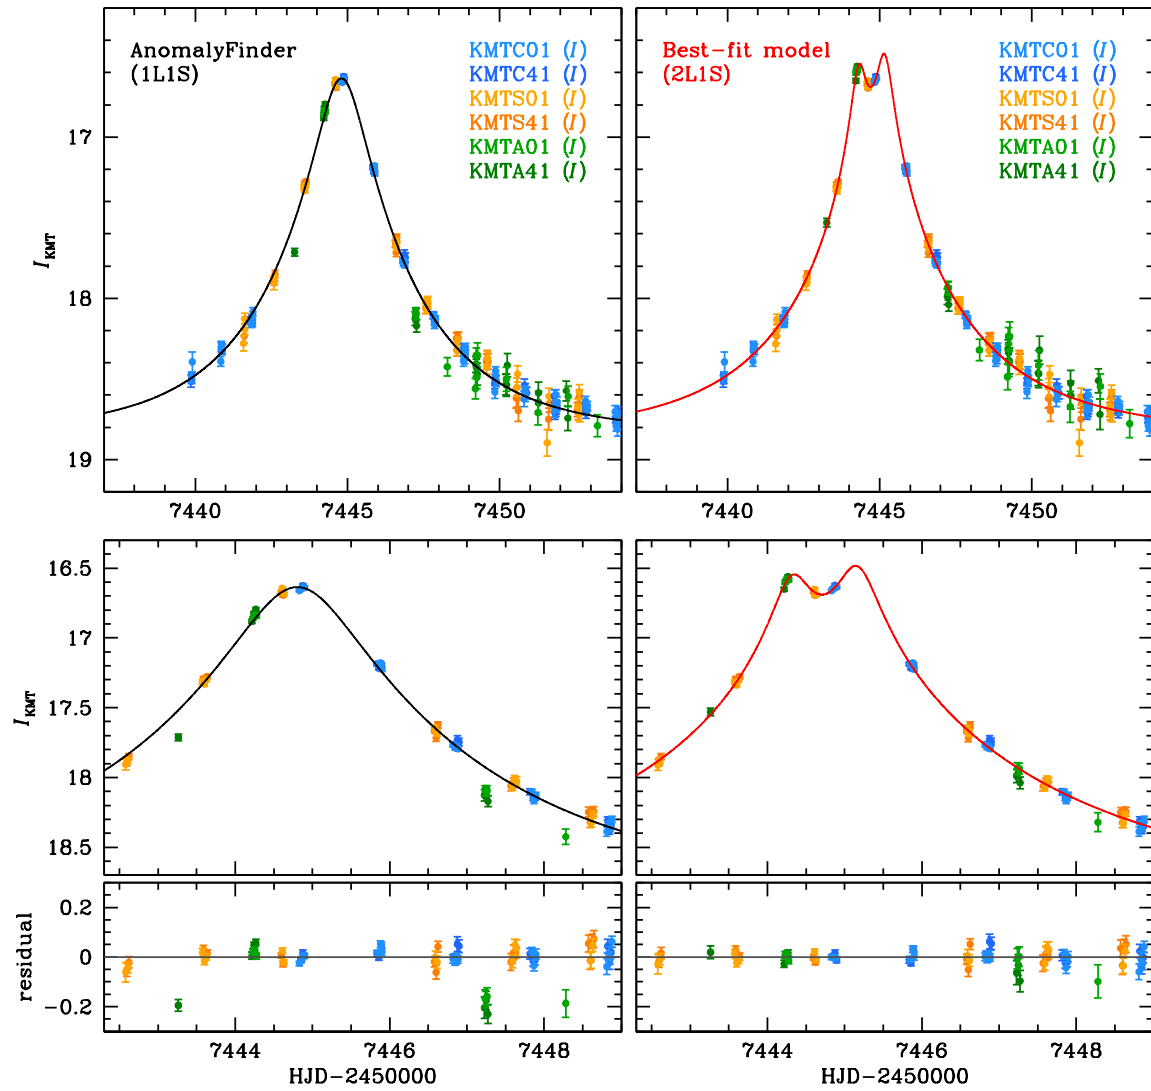 AnomalyFinder
(1L1S)
KMTC01 (I)
KMTC41 (I)
KMTS01 (I)
KMTS41 (I)
KMTA01 (I)
KMTA41 (I)
Best-fit model
(2L1S)
KMTC01 (I)
KMTC41 (I)
KMTS01 (I)
KMTS41 (I)
KMTA01 (I)
KMTA41 (I)
17
18
19
I_KMT
7440
7445
7450
7440
7445
7450
16.5
17
17.5
18
18.5
I_KMT
0.2
0
-0.2
residual
7444
7446
7448
HJD-2450000
7444
7446
7448
HJD-2450000